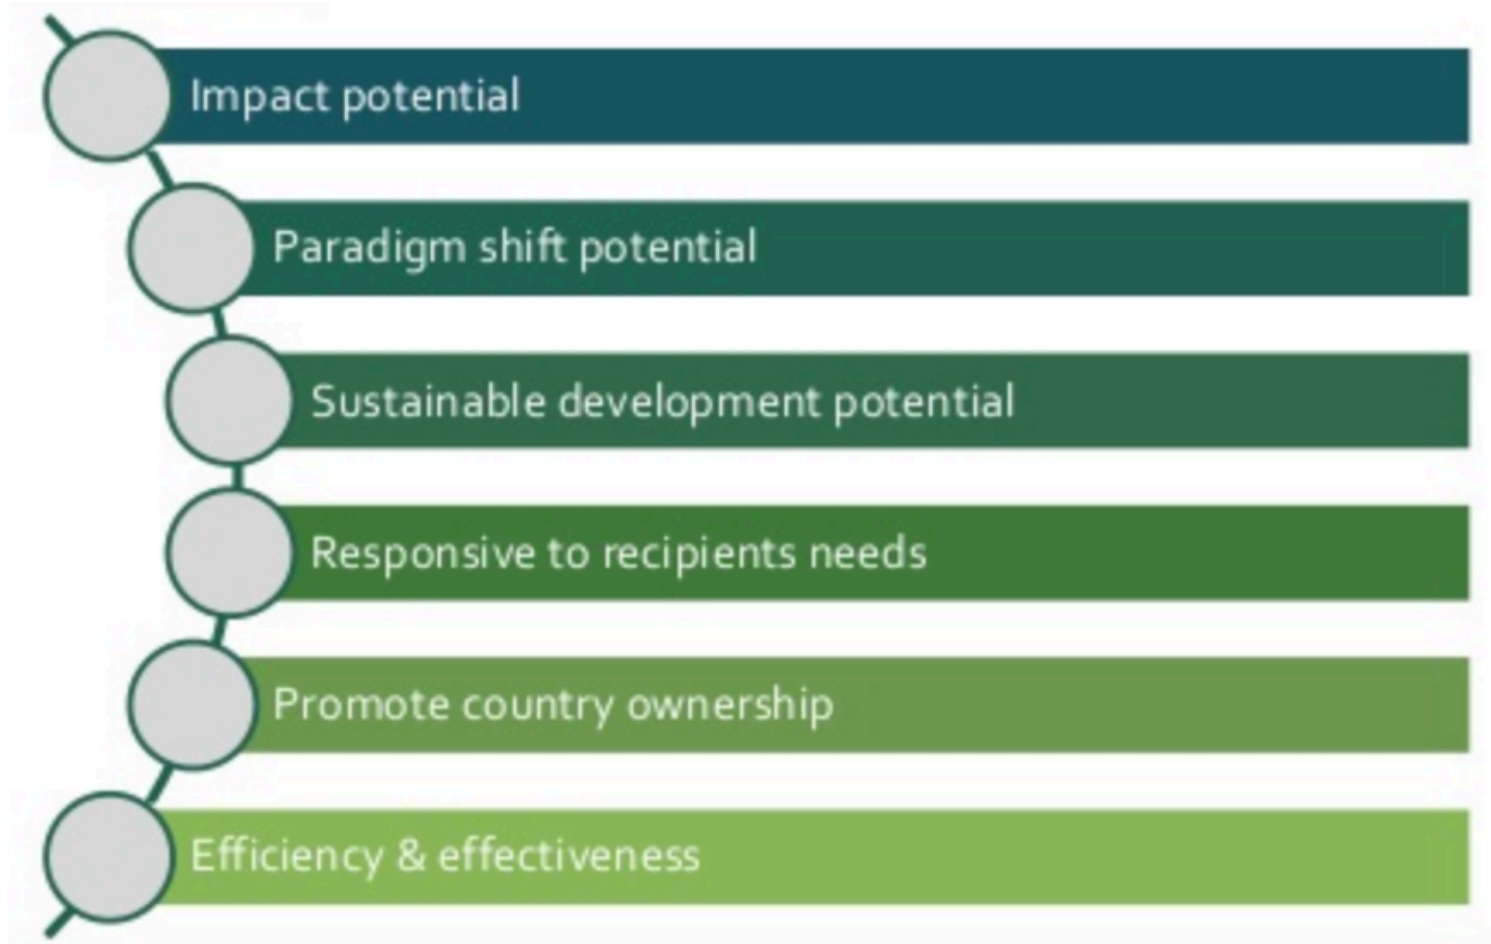 Impact potential
Paradigm shift potential
Sustainable development potential
Responsive to recipients needs
Promote country ownership
Efficiency & effectiveness